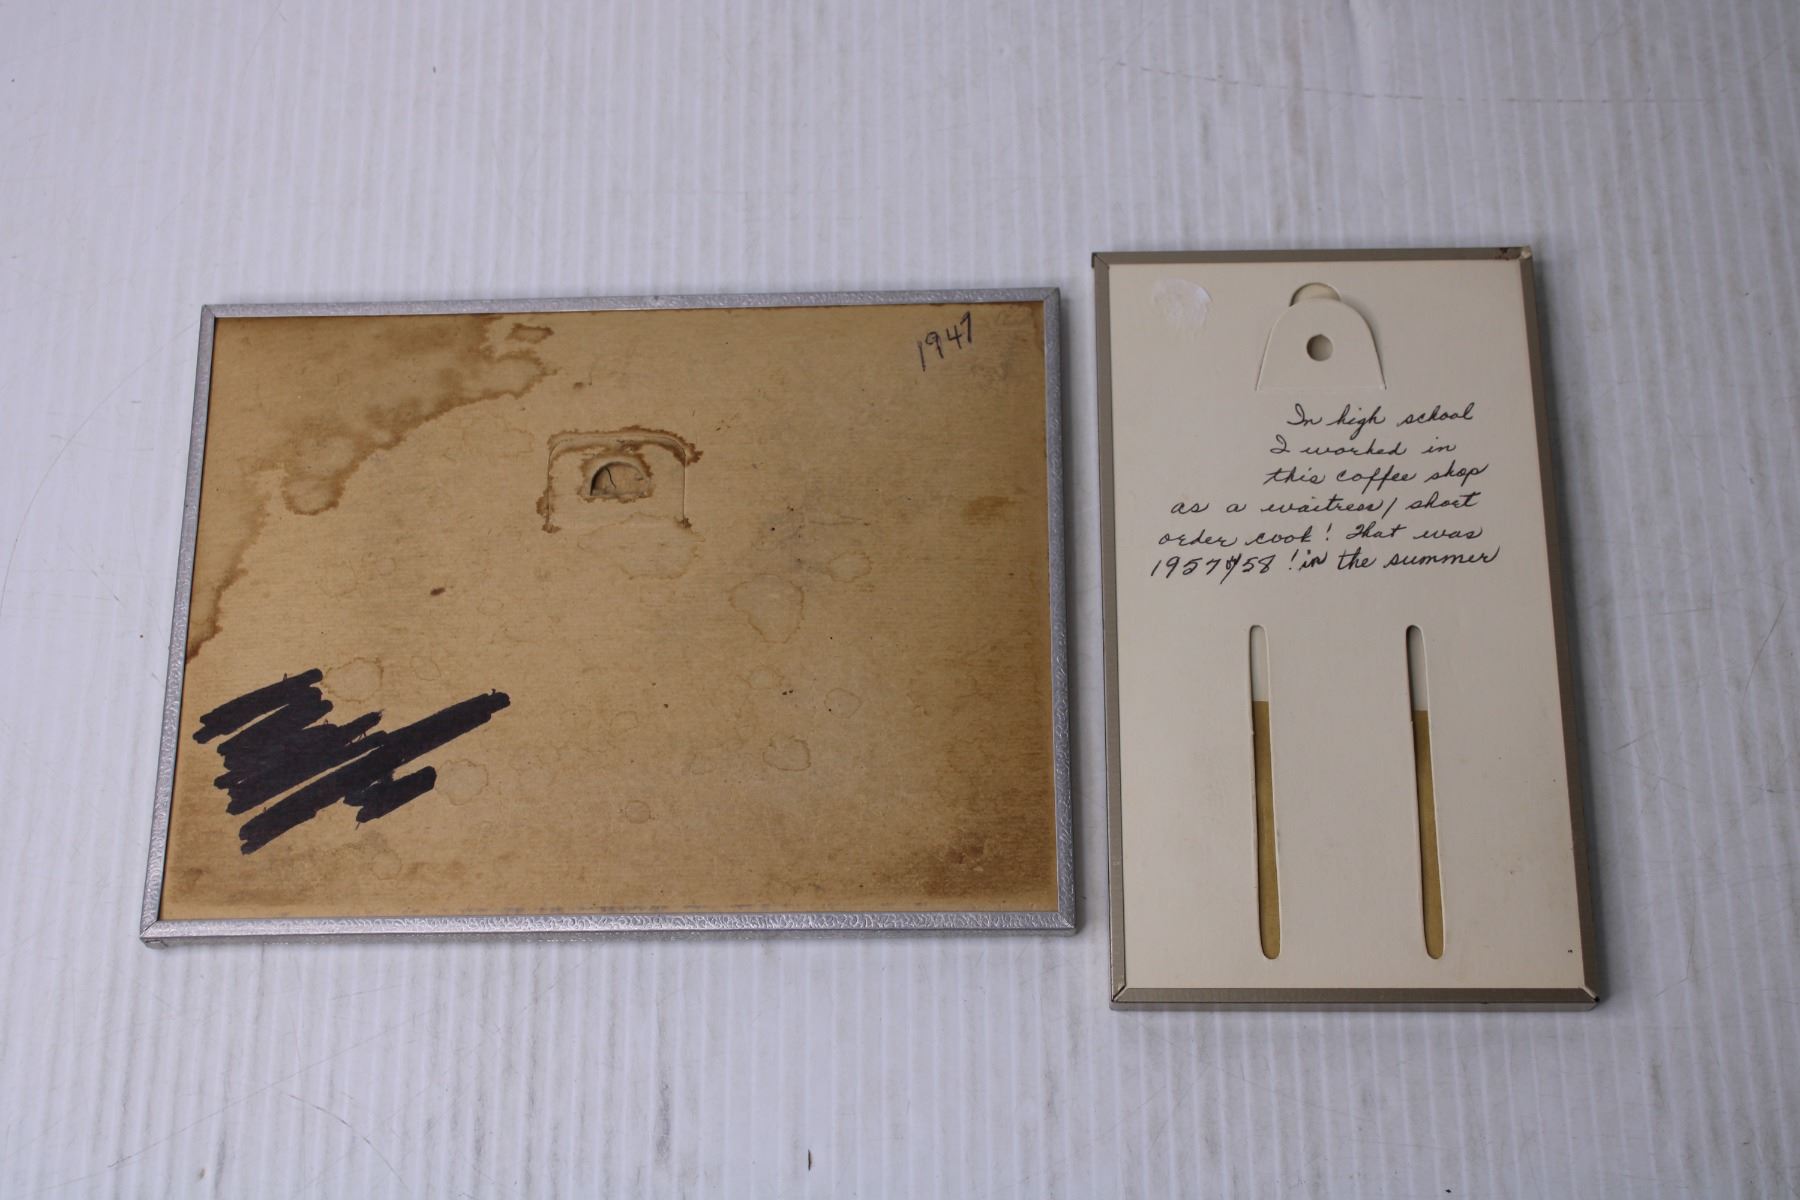 1947
In high school
I worked in
this coffee shop
as a waitress/short
order cook! That was
1957 58! in the summer